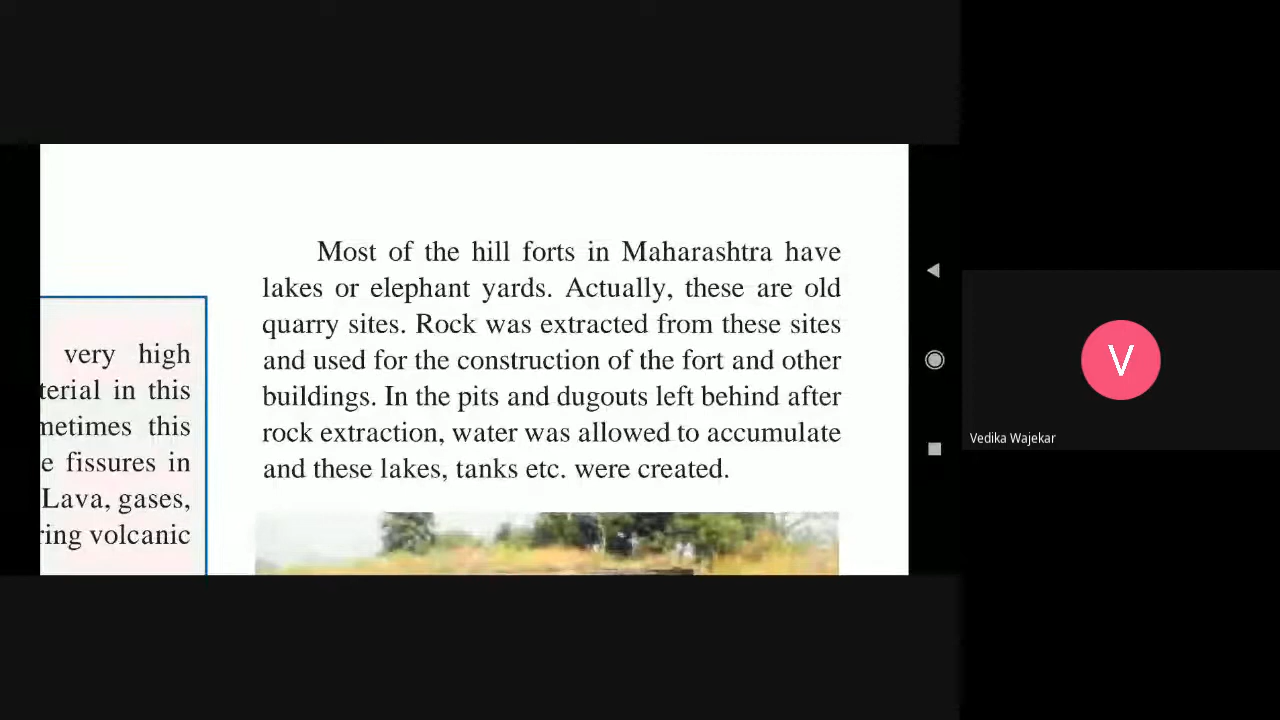 Most of the hill forts in Maharashtra have
lakes or elephant yards. Actually, these are old
quarry sites. Rock was extracted from these sites
and used for the construction of the fort and other
buildings. In the pits and dugouts left behind after
rock extraction, water was allowed to accumulate
and these lakes, tanks etc. were created.
very high
in this
this
fissures in
Lava, gases,
volcanic
V
Vedika Wajekar